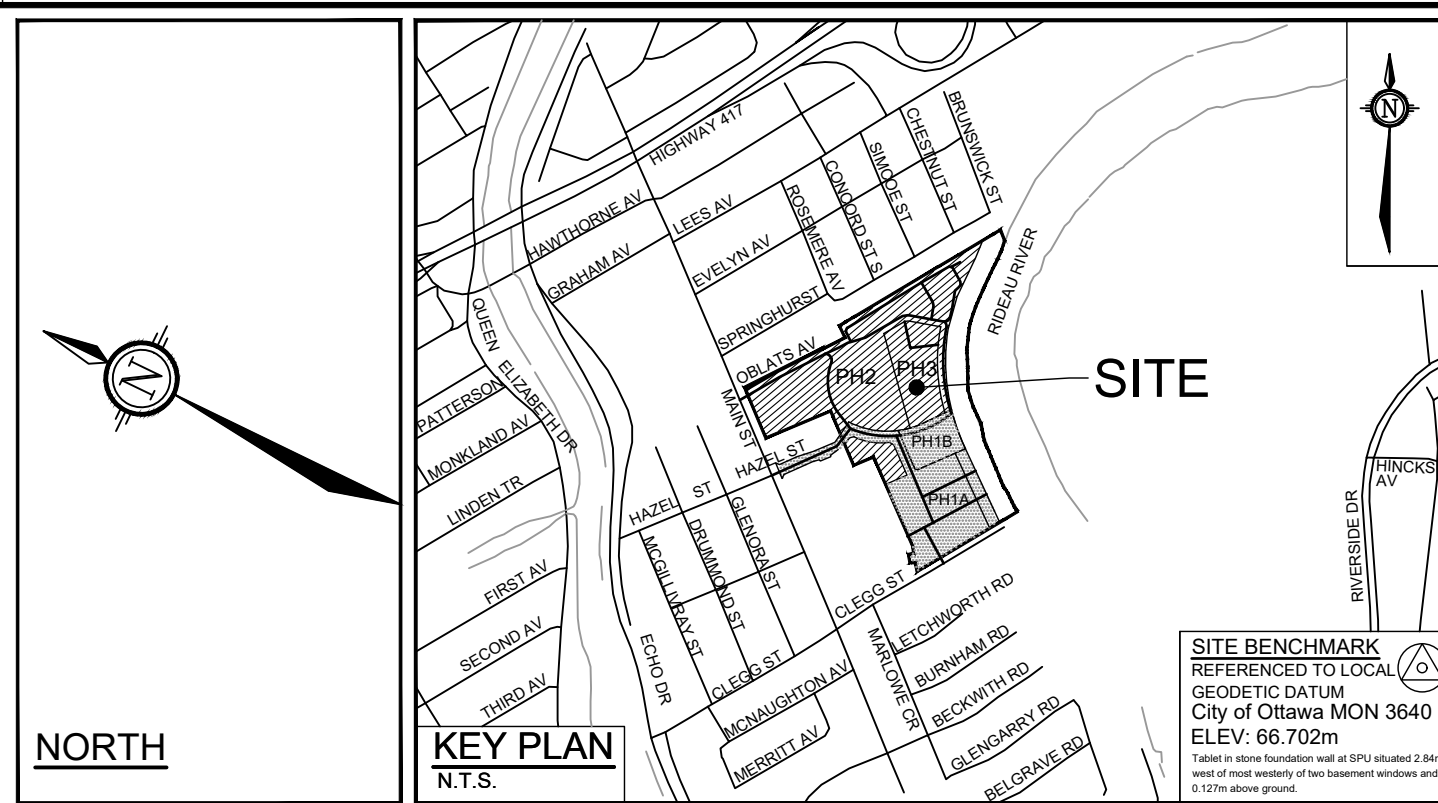 N
NORTH
KEY PLAN
N.T.S.
HIGHWAY 417
HAWTHORNE AV
GRAHAM AV
LEES AV
EVELYN AV
SPRINGHURST
OBLATS AV
ROSEMERE AV
CONCORD ST S
SIMCOE ST
CHESTNUT ST
BRUNSWICK ST
RIDEAU RIVER
QUEEN ELIZABETH DR
PATTERSON
MONKLAND AV
LINDEN TR
FIRST AV
SECOND AV
THIRD AV
MAIN ST
HAZEL ST
HAZEL ST
GLENORA ST
DRUMMOND ST
MCGILLIVRAY ST
ECHO DR
CLEGG ST
CLEGG ST
MCNAUGHTON AV
MERRITT AV
MARLOWE CR
LETCHWORTH RD
BURNHAM RD
BECKWITH RD
GLENGARRY RD
BELGRAVE RD
PH2
PH3
PH1B
PH1A
SITE
N
HINCKS
AV
RIVERSIDE DR
SITE BENCHMARK
REFERENCED TO LOCAL
GEODETIC DATUM
City of Ottawa MON 3640
ELEV: 66.702m
Tablet in stone foundation wall at SPU situated 2.84m
west of most westerly of two basement windows and
0.127m above ground.